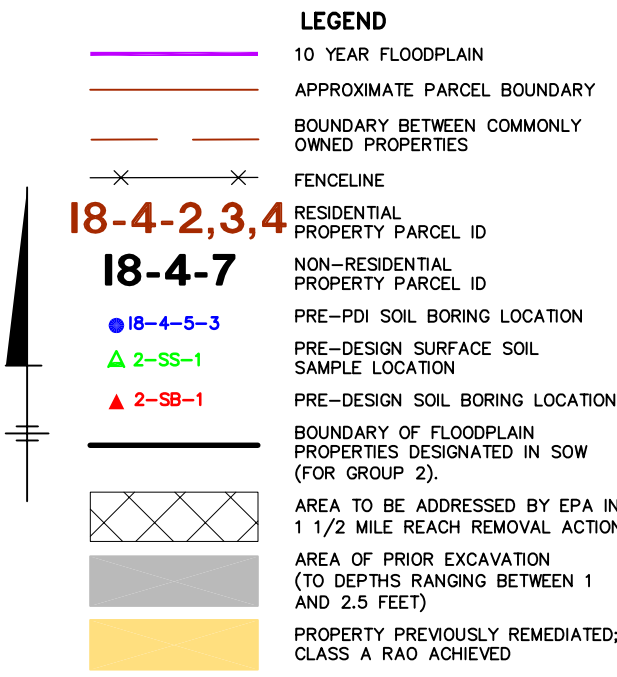 LEGEND
10 YEAR FLOODPLAIN
APPROXIMATE PARCEL BOUNDARY
BOUNDARY BETWEEN COMMONLY
OWNED PROPERTIES
FENCELINE
I8-4-2,3,4 RESIDENTIAL
PROPERTY PARCEL ID
I8-4-7 NON-RESIDENTIAL
PROPERTY PARCEL ID
I8-4-5-3 PRE-PDI SOIL BORING LOCATION
2-SS-1 PRE-DESIGN SURFACE SOIL
SAMPLE LOCATION
2-SB-1 PRE-DESIGN SOIL BORING LOCATION
BOUNDARY OF FLOODPLAIN
PROPERTIES DESIGNATED IN SOW
(FOR GROUP 2).
AREA TO BE ADDRESSED BY EPA IN
1 1/2 MILE REACH REMOVAL ACTION
AREA OF PRIOR EXCAVATION
(TO DEPTHS RANGING BETWEEN 1
AND 2.5 FEET)
PROPERTY PREVIOUSLY REMEDIATED;
CLASS A RAO ACHIEVED